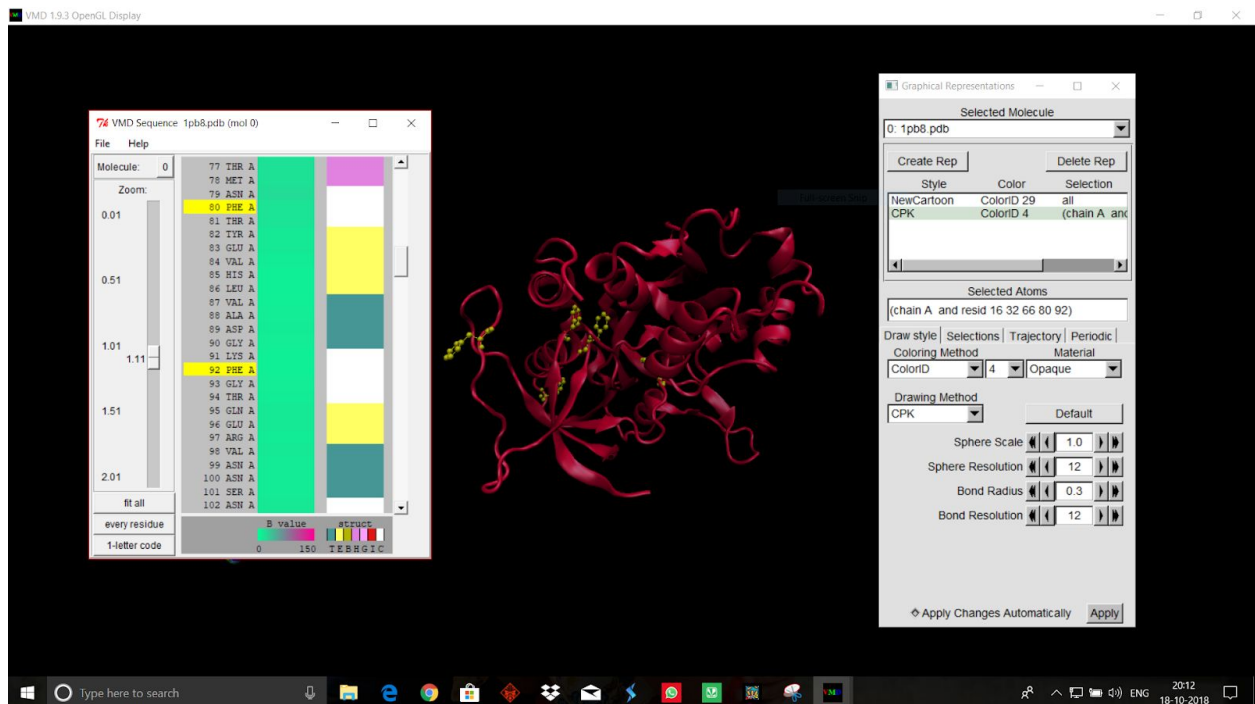 VMD 1.9.3 OpenGL Display
VMD Sequence 1pb8.pdb (mol 0)
File Help
Molecule: 0
Zoom:
0.01
0.51
1.01
1.11
1.51
2.01
fit all
every residue
1-letter code
77 THR A
78 MET A
79 ASN A
80 PHE A
81 THR A
82 TYR A
83 GLU A
84 VAL A
85 HIS A
86 LEU A
87 VAL A
88 ALA A
89 ASP A
90 GLY A
91 LYS A
92 PHE A
93 GLY A
94 THR A
95 GLN A
96 GLU A
97 ARG A
98 VAL A
99 ASN A
100 ASN A
101 SER A
102 ASN A
B value struct
0 150 T E B H G I C
Graphical Representations
Selected Molecule
0: 1pb8.pdb
Create Rep Delete Rep
Style Color Selection
NewCartoon ColorID 29 all
CPK ColorID 4 (chain A and
Selected Atoms
(chain A and resid 16 32 66 80 92)
Draw style Selections Trajectory Periodic
Coloring Method Material
ColorID 4 Opaque
Drawing Method
CPK Default
Sphere Scale 1.0
Sphere Resolution 12
Bond Radius 0.3
Bond Resolution 12
Apply Changes Automatically Apply
Type here to search
ENG
20:12
18-10-2018